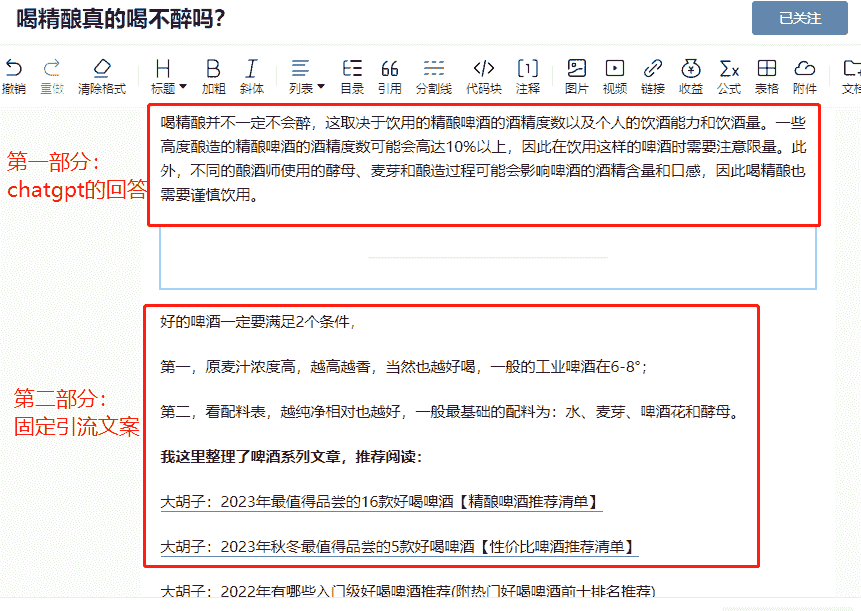 喝精酿真的喝不醉吗？
已关注
撤销 重做 清除格式 标题 加粗 斜体 列表 目录 引用 分割线 代码块 注释 图片 视频 链接 收益 公式 表格 附件
第一部分：
chatgpt的回答
喝精酿并不一定不会醉，这取决于饮用的精酿啤酒的酒精度数以及个人的饮酒能力和饮酒量。一些
高度酿造的精酿啤酒的酒精度数可能会高达10%以上，因此在饮用这样的啤酒时需要注意限量。此
外，不同的酿酒师使用的酵母、麦芽和酿造过程可能会影响啤酒的酒精含量和口感，因此喝精酿也
需要谨慎饮用。
第二部分：
固定引流文案
好的啤酒一定要满足2个条件，
第一，原麦汁浓度高，越高越香，当然也越好喝，一般的工业啤酒在6-8°；
第二，看配料表，越纯净相对也越好，一般最基础的配料为：水、麦芽、啤酒花和酵母。
我这里整理了啤酒系列文章，推荐阅读：
大胡子：2023年最值得品尝的16款好喝啤酒【精酿啤酒推荐清单】
大胡子：2023年秋冬最值得品尝的5款好喝啤酒【性价比啤酒推荐清单】
大胡子：2022年有哪些入门级好喝啤酒推荐(附热门好喝啤酒前十排名推荐)